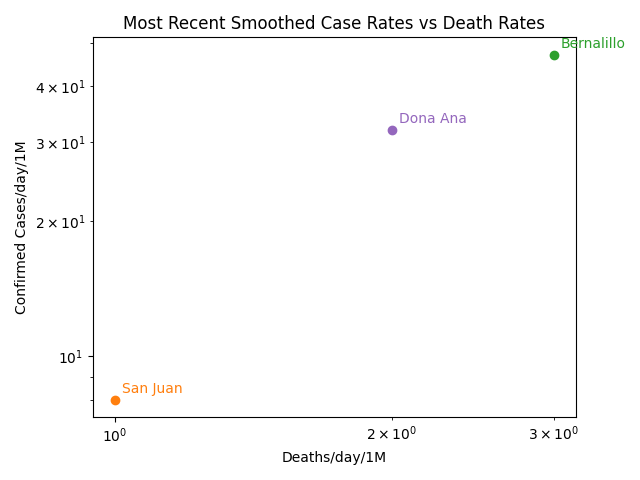 Most Recent Smoothed Case Rates vs Death Rates
Bernalillo
4 × 10¹
Dona Ana
3 × 10¹
2 × 10¹
10¹
San Juan
Confirmed Cases/day/1M
10⁰
2 × 10⁰
3 × 10⁰
Deaths/day/1M